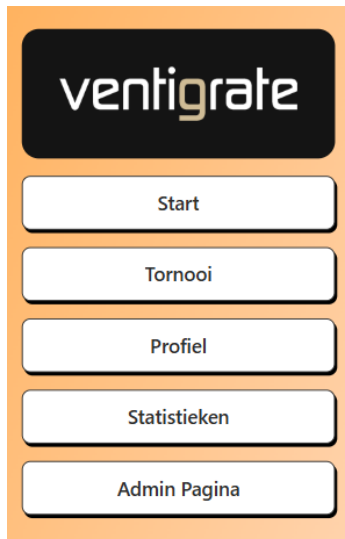 ventigrate
Start
Tornooi
Profiel
Statistieken
Admin Pagina